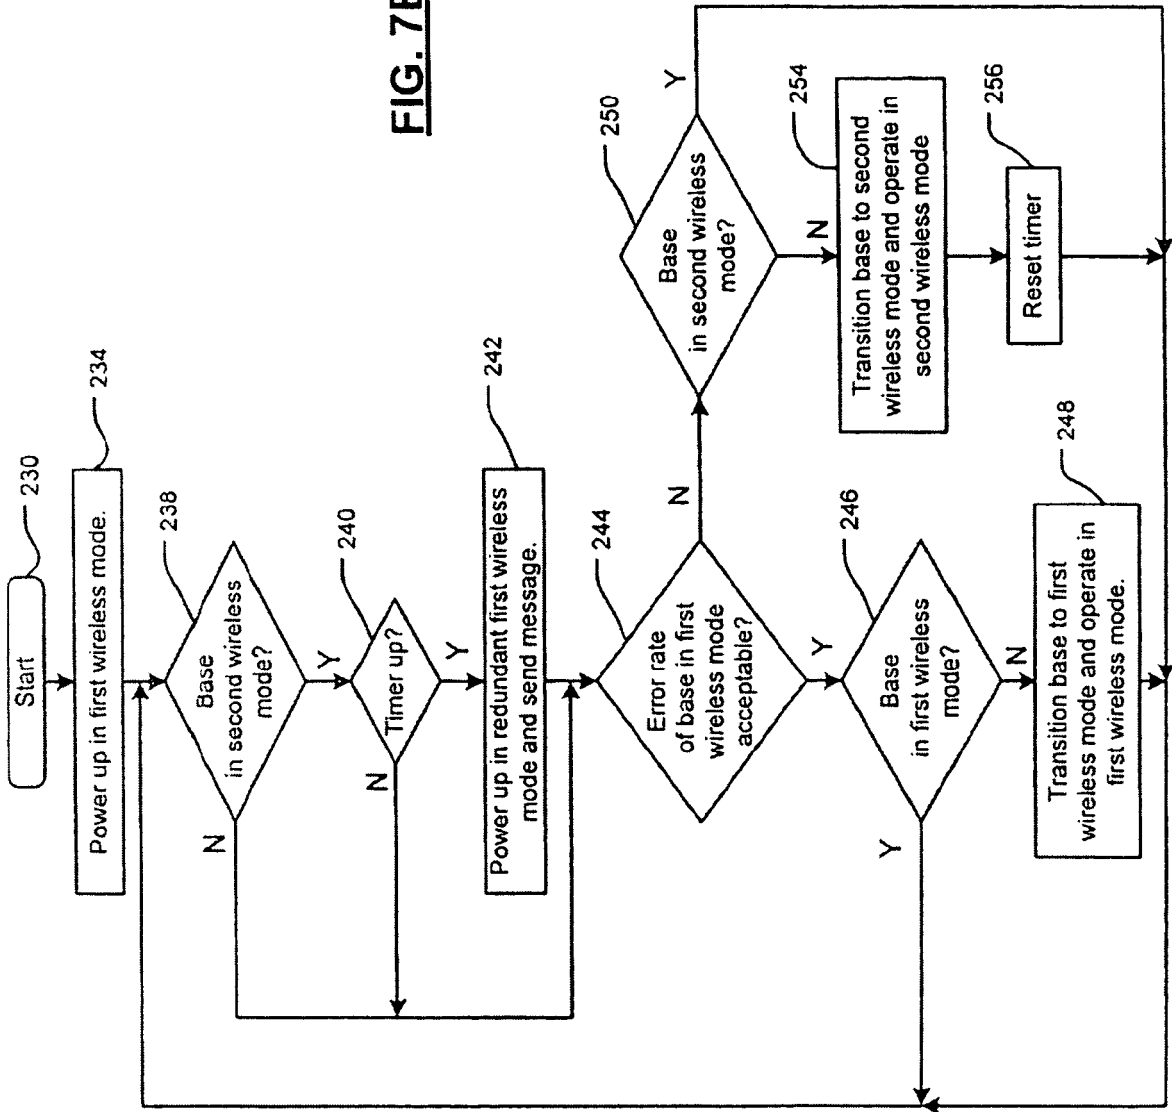 FIG. 7B
Start
230
Power up in first wireless mode.
234
Base
in second wireless
mode?
238
N
Y
Timer up?
240
N
Y
Power up in redundant first wireless
mode and send message.
242
Error rate
of base in first
wireless mode
acceptable?
244
N
Y
Base
in first wireless
mode?
246
Y
N
Transition base to first
wireless mode and operate in
first wireless mode.
248
Base
in second wireless
mode?
250
Y
N
Transition base to second
wireless mode and operate in
second wireless mode
254
Reset timer
256